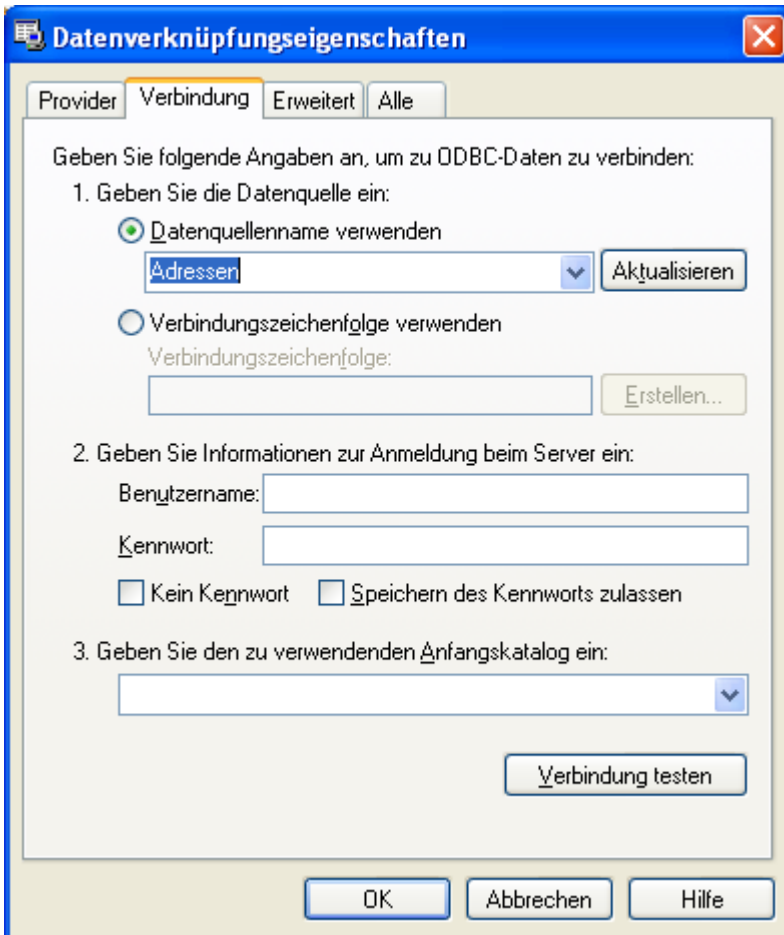 Datenverknüpfungseigenschaften
Provider Verbindung Erweitert Alle
Geben Sie folgende Angaben an, um zu ODBC-Daten zu verbinden:
1. Geben Sie die Datenquelle ein:
Datenquellenname verwenden
Adressen Aktualisieren
Verbindungszeichenfolge verwenden
Verbindungszeichenfolge:
Erstellen...
2. Geben Sie Informationen zur Anmeldung beim Server ein:
Benutzername:
Kennwort:
Kein Kennwort Speichern des Kennworts zulassen
3. Geben Sie den zu verwendenden Anfangskatalog ein:
Verbindung testen
OK Abbrechen Hilfe